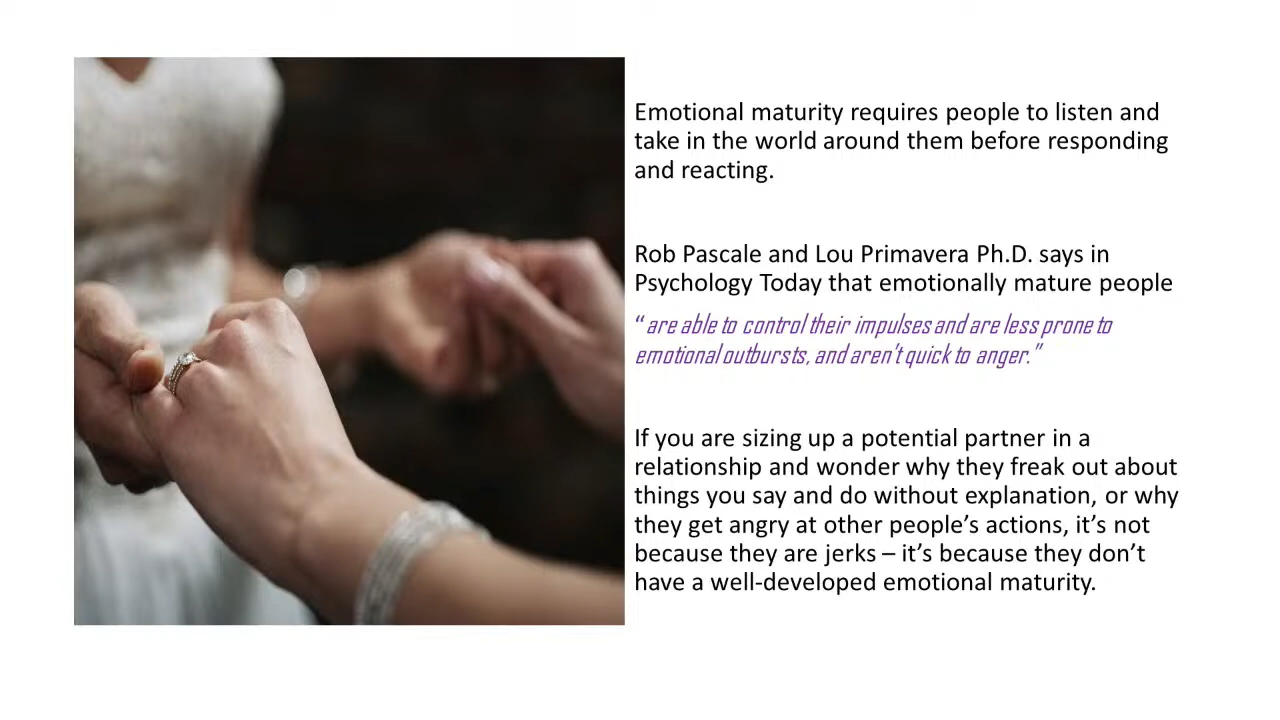 Emotional maturity requires people to listen and
take in the world around them before responding
and reacting.
Rob Pascale and Lou Primavera Ph.D. says in
Psychology Today that emotionally mature people
“ are able to control their impulses and are less prone to
emotional outbursts, and aren’t quick to anger.”
If you are sizing up a potential partner in a
relationship and wonder why they freak out about
things you say and do without explanation, or why
they get angry at other people’s actions, it’s not
because they are jerks – it’s because they don’t
have a well-developed emotional maturity.